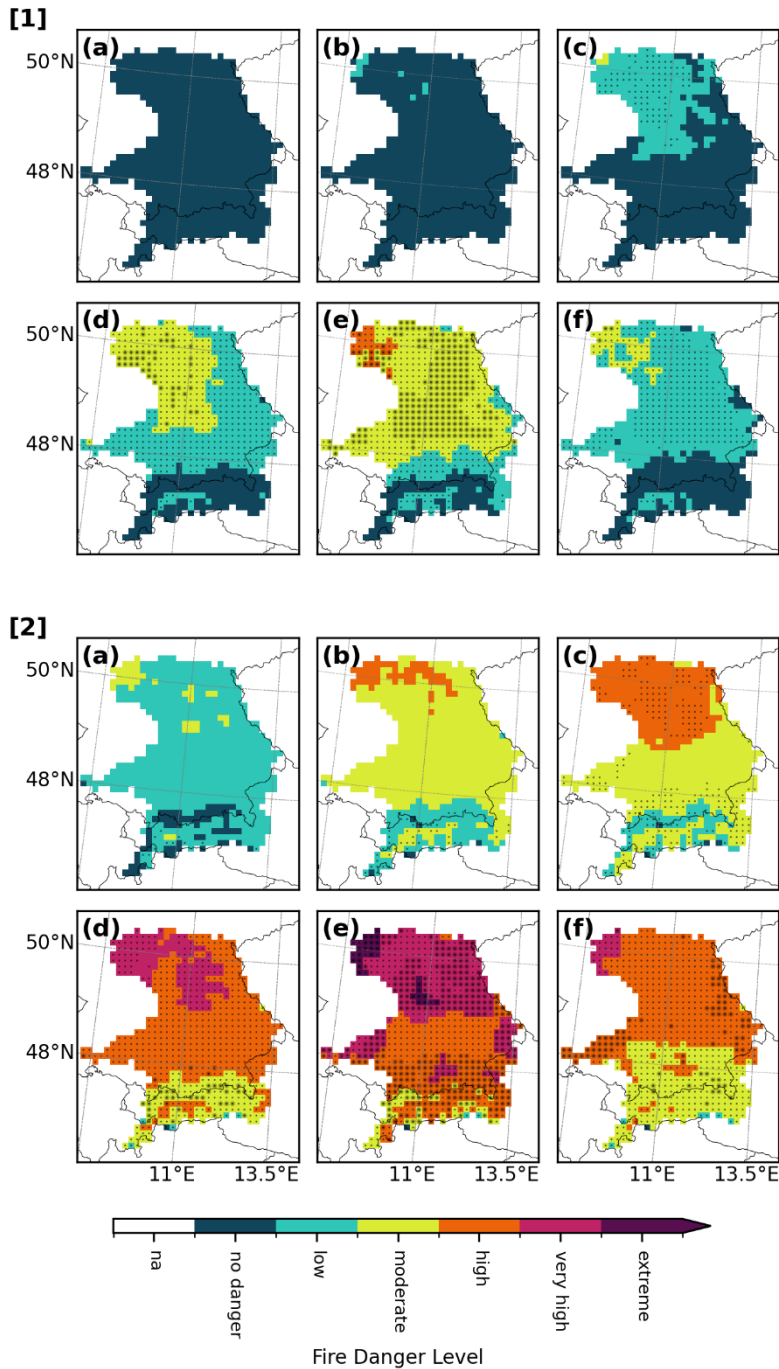 [1]
(a) (b) (c)
50°N
48°N
(d) (e) (f)
50°N
48°N
[2]
(a) (b) (c)
50°N
48°N
(d) (e) (f)
50°N
48°N
11°E 13.5°E 11°E 13.5°E 11°E 13.5°E
na no danger low moderate high very high extreme
Fire Danger Level